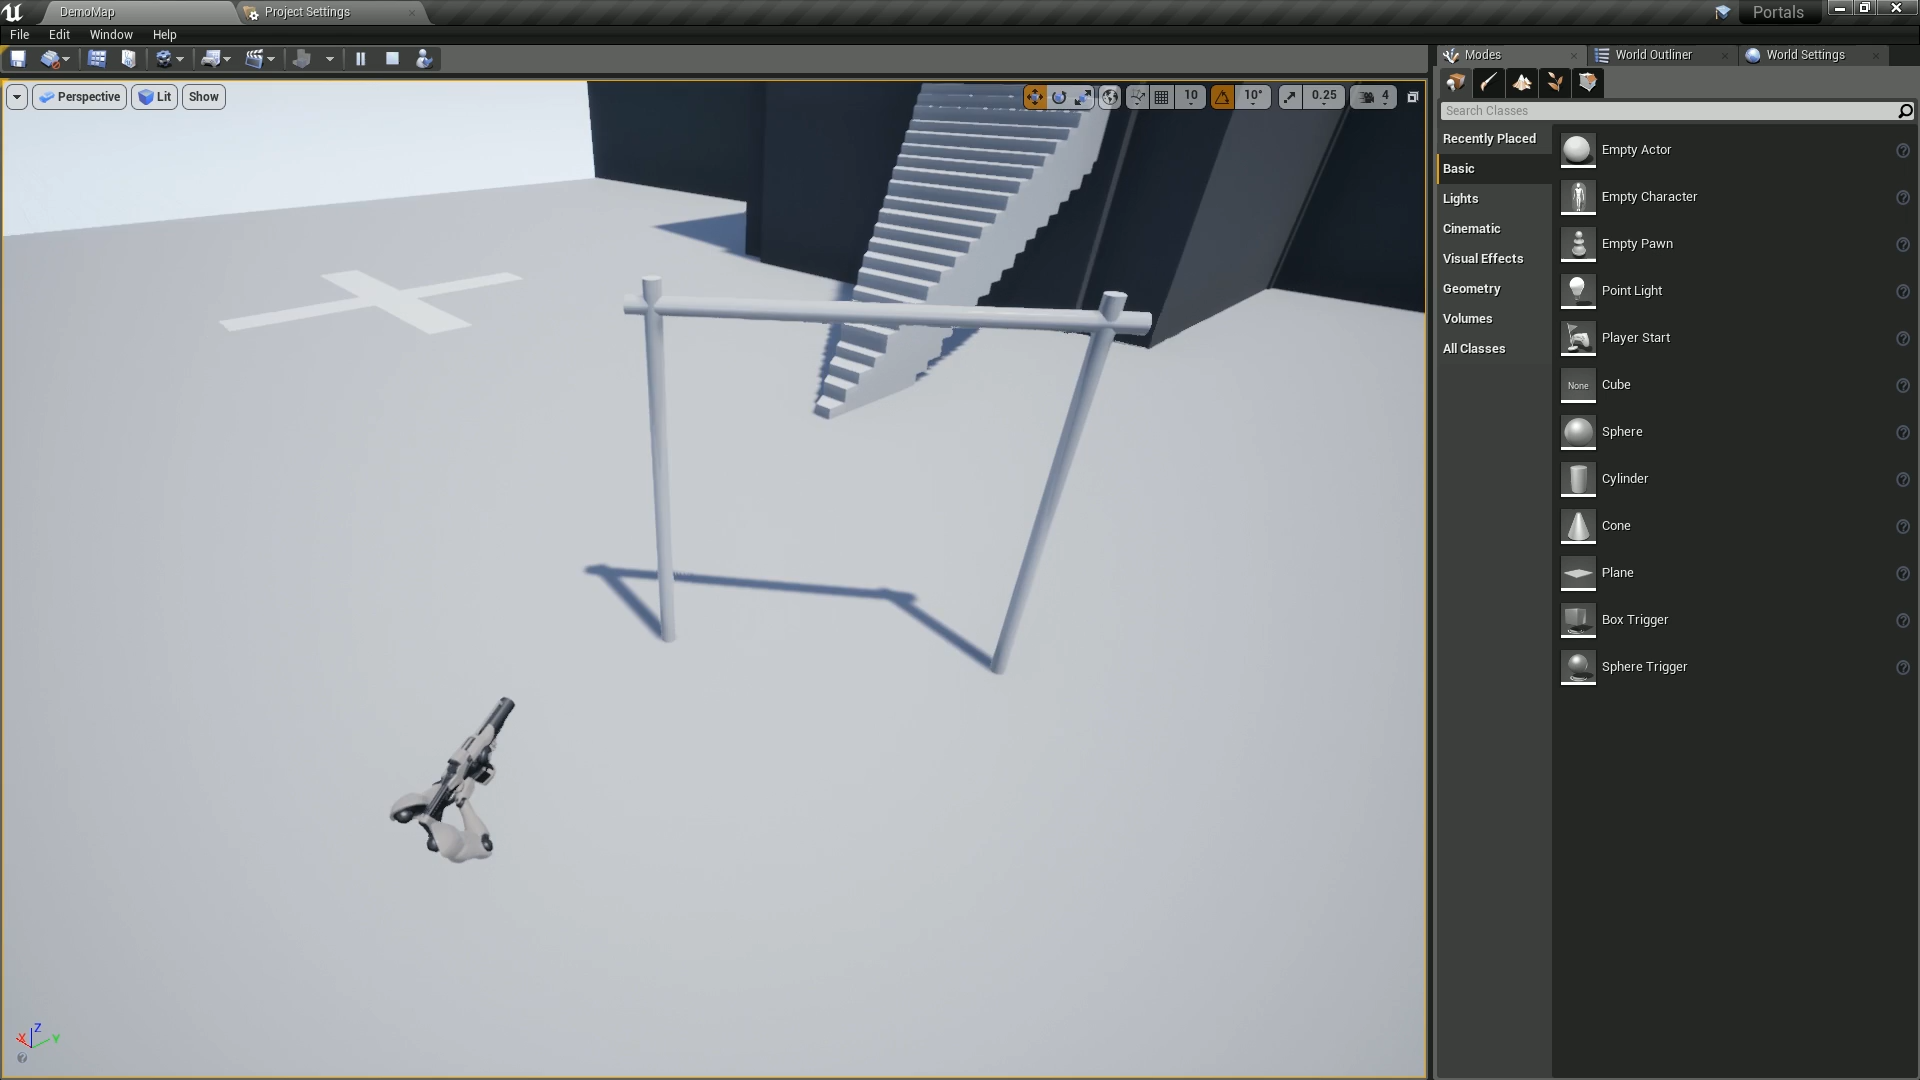 DemoMap
Project Settings
Portals
File Edit Window Help
Modes
World Outliner
World Settings
Perspective
Lit
Show
10
10°
0.25
4
Search Classes
Recently Placed
Basic
Lights
Cinematic
Visual Effects
Geometry
Volumes
All Classes
Empty Actor
Empty Character
Empty Pawn
Point Light
Player Start
None
Cube
Sphere
Cylinder
Cone
Plane
Box Trigger
Sphere Trigger
Z
X
Y